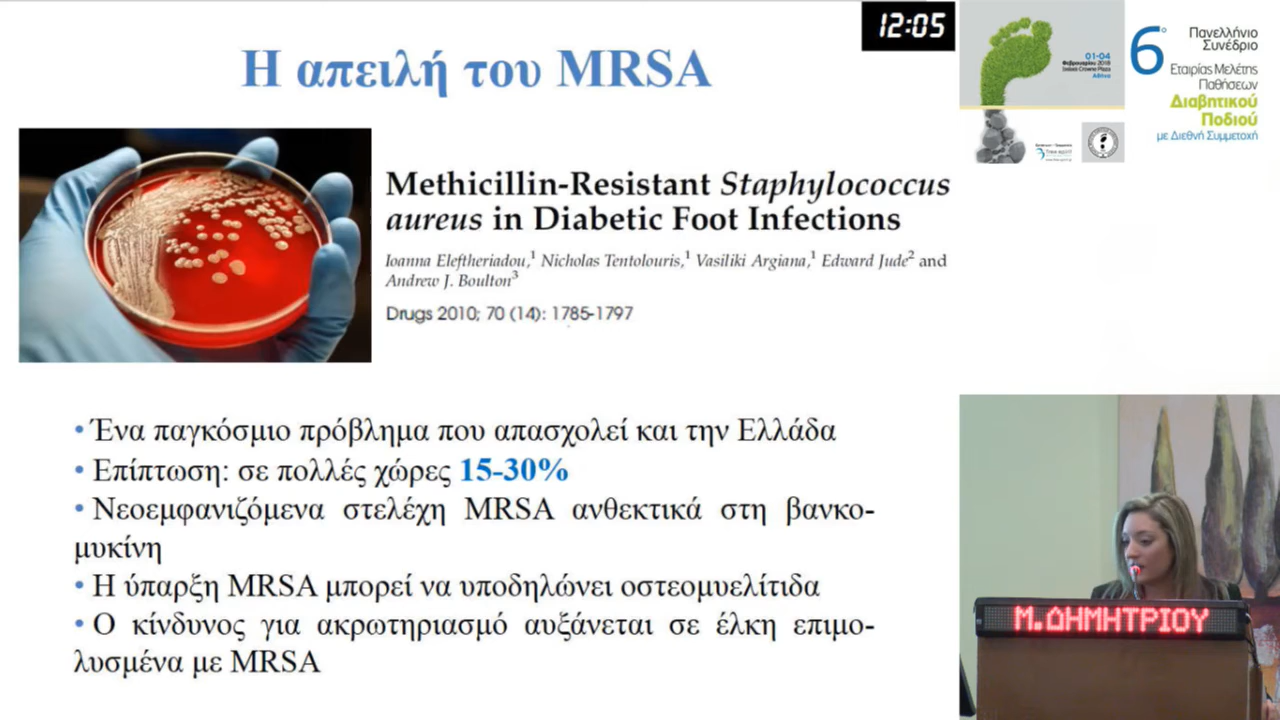 Η απειλή του MRSA
12:05
01-04
Φεβρουαρίου 2018
Αθήνα
6°
Πανελλήνιο
Συνέδριο
Εταιρίας Μελέτης
Παθήσεων
Διαβητικού
Ποδιού
με Διεθνή Συμμετοχή
Methicillin-Resistant Staphylococcus
aureus in Diabetic Foot Infections
Ioanna Eleftheriadou,¹ Nicholas Tentolouris,¹ Vasiliki Argiana,¹ Edward Jude² and
Andrew J. Boulton³
Drugs 2010; 70 (14): 1785-1797
• Ένα παγκόσμιο πρόβλημα που απασχολεί και την Ελλάδα
• Επίπτωση: σε πολλές χώρες 15-30%
• Νεοεμφανιζόμενα στελέχη MRSA ανθεκτικά στη βανκο-
μυκίνη
• Η ύπαρξη MRSA μπορεί να υποδηλώνει οστεομυελίτιδα
• Ο κίνδυνος για ακρωτηριασμό αυξάνεται σε έλκη επιμο-
λυσμένα με MRSA
Μ.ΔΗΜΗΤΡΙΟΥ